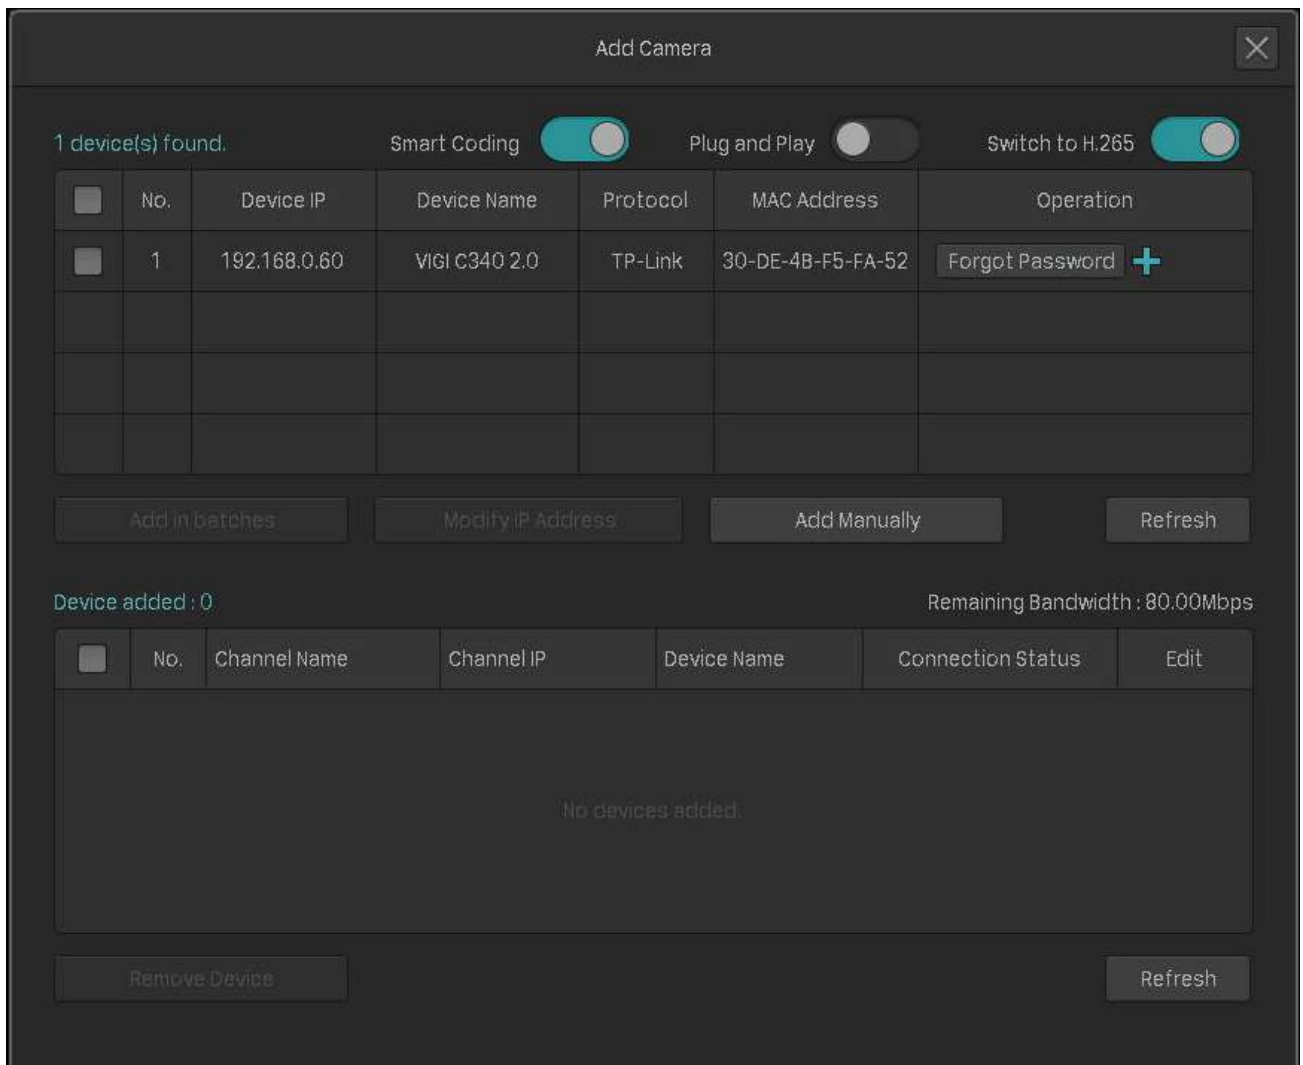 Add Camera
1 device(s) found. Smart Coding Plug and Play Switch to H.265
No. Device IP Device Name Protocol MAC Address Operation
1 192.168.0.60 VIGI C340 2.0 TP-Link 30-DE-4B-F5-FA-52 Forgot Password
Add in batches Modify IP Address Add Manually Refresh
Device added : 0 Remaining Bandwidth : 80.00Mbps
No. Channel Name Channel IP Device Name Connection Status Edit
No devices added.
Remove Device Refresh